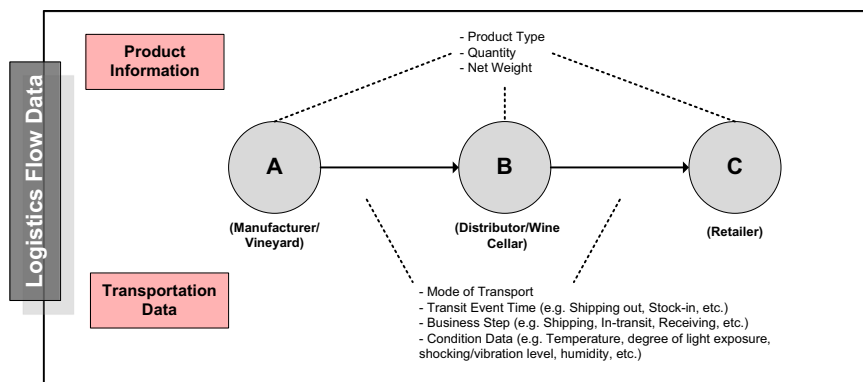 Logistics Flow Data
Product
Information
- Product Type
- Quantity
- Net Weight
A
B
C
(Manufacturer/
Vineyard)
(Distributor/Wine
Cellar)
(Retailer)
Transportation
Data
- Mode of Transport
- Transit Event Time (e.g. Shipping out, Stock-in, etc.)
- Business Step (e.g. Shipping, In-transit, Receiving, etc.)
- Condition Data (e.g. Temperature, degree of light exposure,
shocking/vibration level, humidity, etc.)